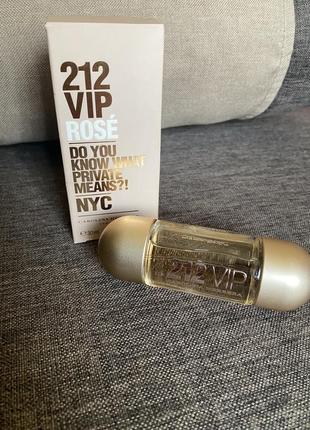 212
VIP
ROSÉ
DO YOU
KNOW WHAT
PRIVATE
MEANS?!
NYC
212 VIP